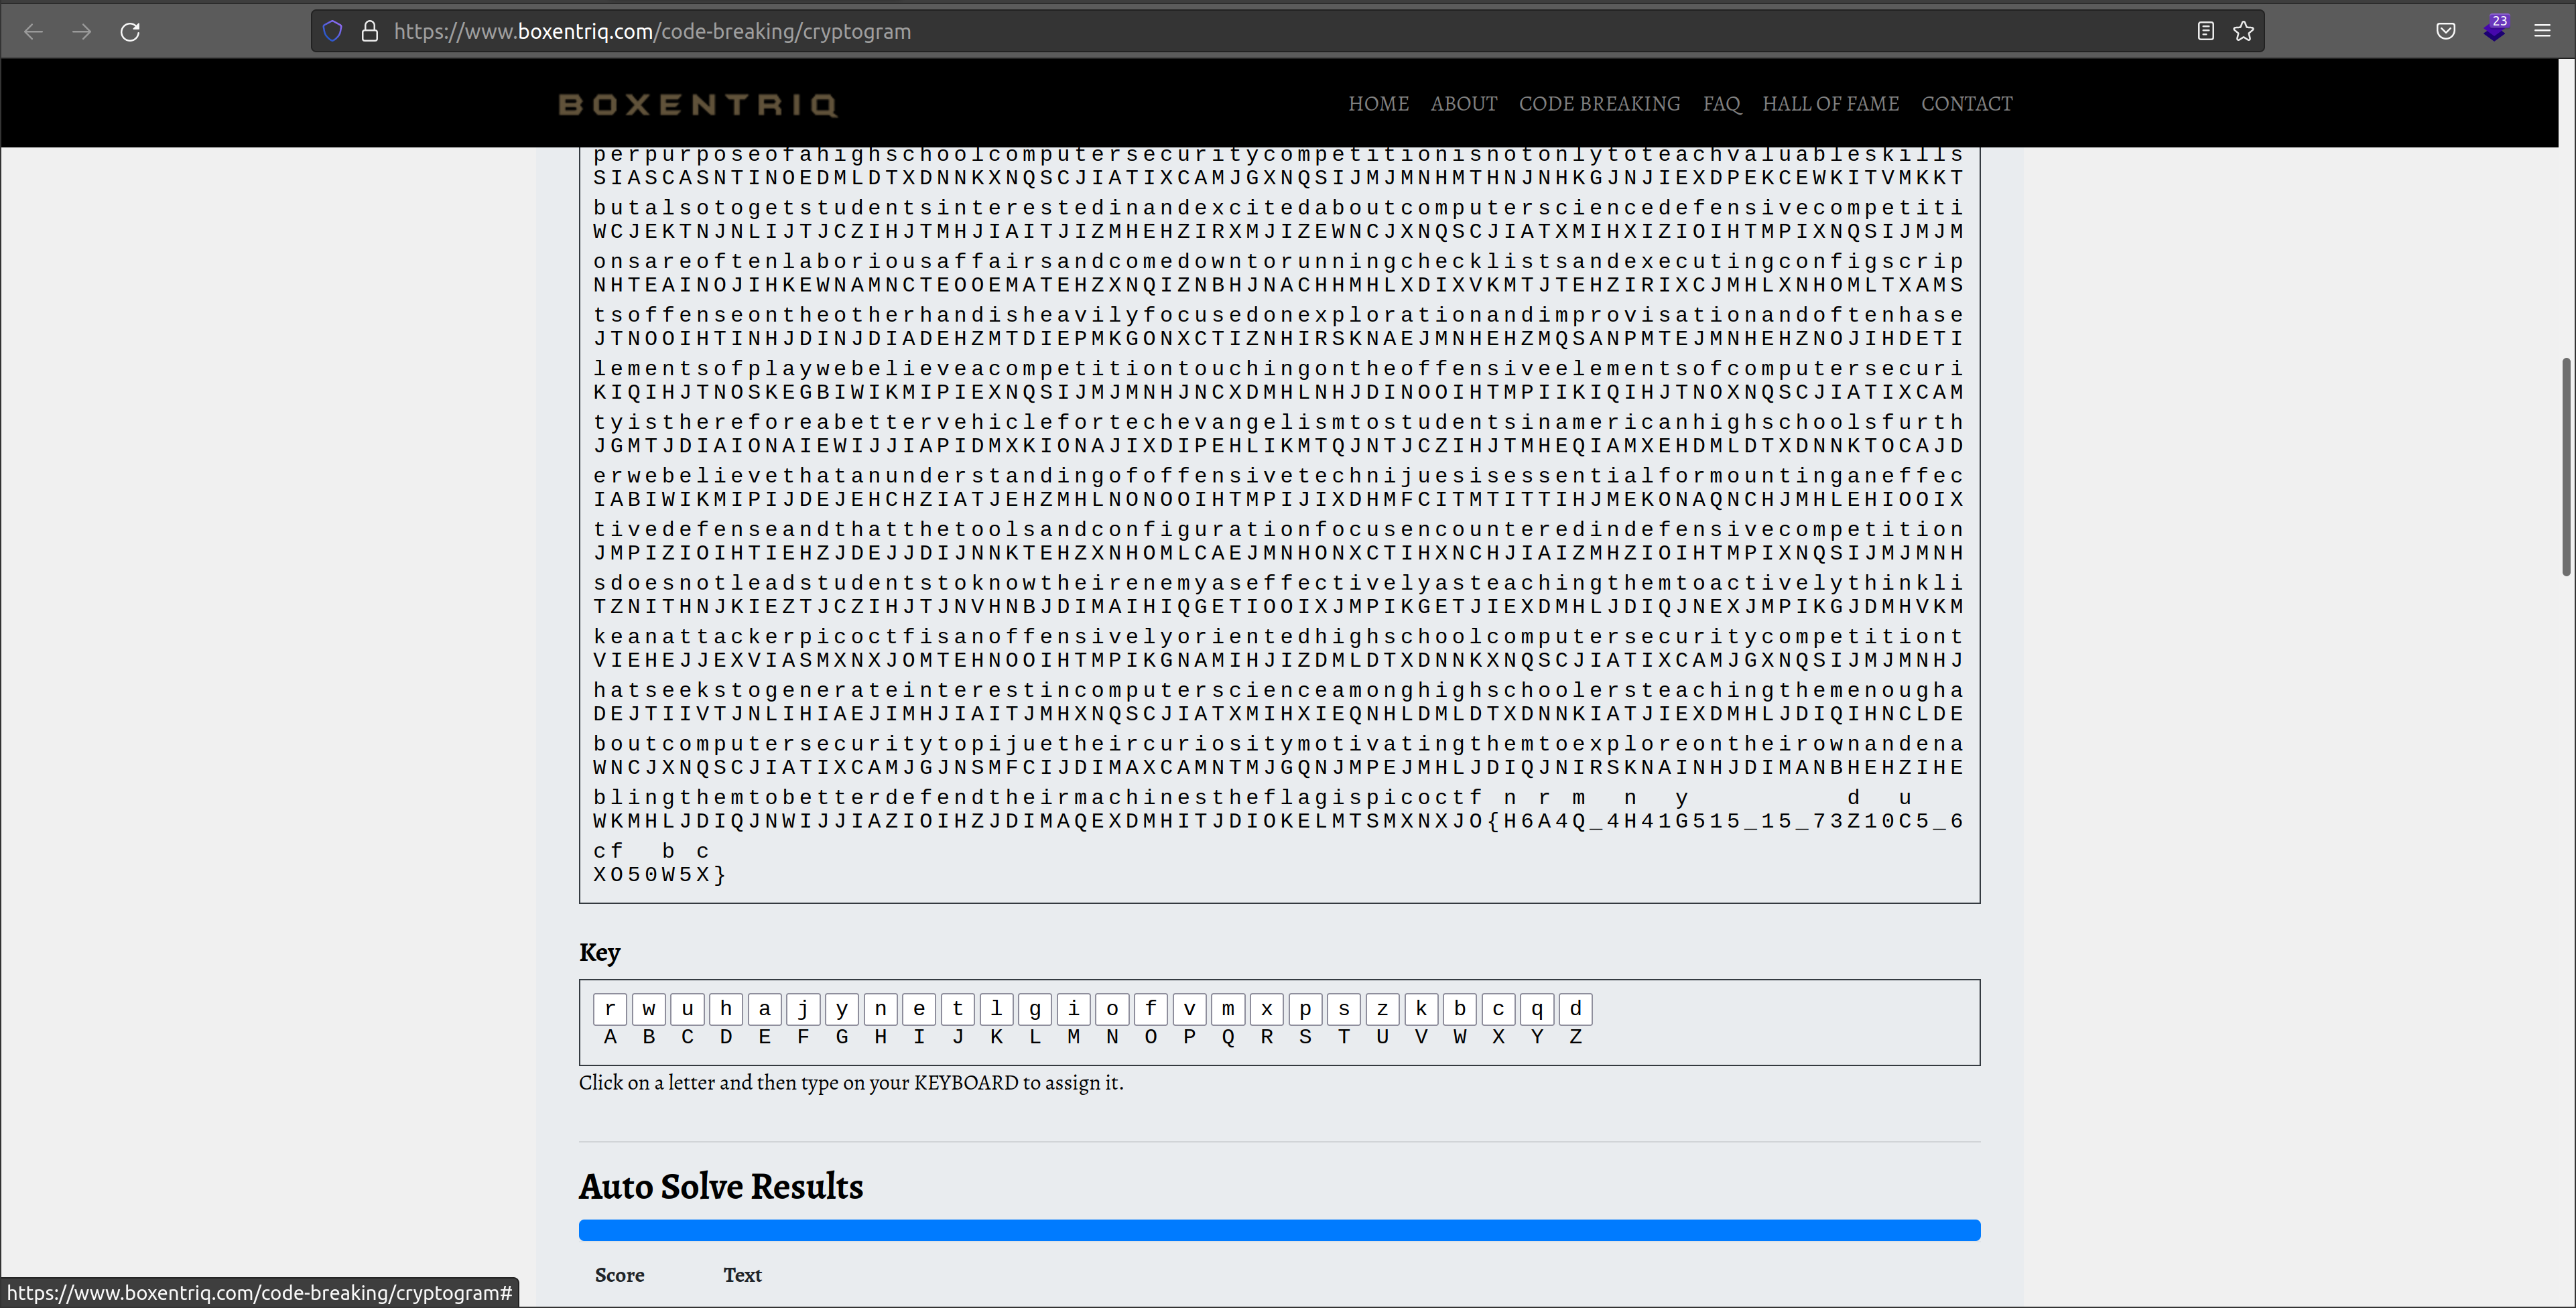 23
https://www.boxentriq.com/code-breaking/cryptogram
BOXENTRIQ
HOME ABOUT CODE BREAKING FAQ HALL OF FAME CONTACT
perpurposeofahighschoolcomputersecuritycompetitionisnotonlytoteachvaluableskills
SIASCASNTINOEDMLDTXDNNKXNQSCJIATIXCAMJGXNQSIJMJMNHMTHNJNHKGJNJIEXDPEKCEWKITVMKKT
butalsotogetstudentsinterestedinandexcitedaboutcomputersciencedefensivecompetiti
WCJEKTNJNLIJTJCZIHJTMHJIAITJIZMHEHZIRXMJIZEWNCJXNQSCJIATXMIHXIZIOIHTMPIXNQSIJMJM
onsareoftenlaboriousaffairsandcomedowntorunningchecklistsandexecutingconfigscrip
NHTEAINOJIHKEWNAMNCTEOOEMATEHZXNQIZNBHJNACHHMHLXDIXVKMTJTEHZIRIXCJMHLXNHOMLTXAMS
tsoffenseontheotherhandisheavilyfocusedonexplorationandimprovisationandoftenhase
JTNOOIHTINHJDINJDIADEHZMTDIEPMKGONXCTIZNHIRSKNAEJMNHEHZMQSANPMTEJMNHEHZNOJIHDETI
lementsofplaywebelieveacompetitiontouchingontheoffensiveelementsofcomputersecuri
KIQIHJTNOSKEGBIWIKMIPIEXNQSIJMJMNHJNCXDMHLNHJDINOOIHTMPIIKIQIHJTNOXNQSCJIATIXCAM
tyisthereforeabettervehiclefortechevangelismtostudentsinamericanhighschoolsfurth
JGMTJDIAIONAIEWIJJIAPIDMXKIONAJIXDIPEHLIKMTQJNTJCZIHJTMHEQIAMXEHDMLDTXDNNKTOCAJD
erwebelievethatanunderstandingofoffensivetechnijuesisessentialformountinganeffec
IABIWIKMIPIJDEJEHCHZIATJEHZMHLNONOOIHTMPIJIXDHMFCITMTITTIHJMEKONAQNCHJMHLEHIOOIX
tivedefenseandthatthetoolsandconfigurationfocusencounteredindefensivecompetition
JMPIZIOIHTIEHZJDEJJDIJNNKTEHZXNHOMLCAEJMNHONXCTIHXNCHJIAIZMHZIOIHTMPIXNQSIJMJMNH
sdoesnotleadstudentstoknowtheirenemyaseffectivelyasteachingthemtoactivelythinkli
TZNITHNJKIEZTJCZIHJTJNVHNBJDIMAIHIQGETIOOIXJMPIKGETJIEXDMHLJDIQJNEXJMPIKGJDMHVKM
keanattackerpicoctfisanoffensivelyorientedhighschoolcomputersecuritycompetitiont
VIEHEJJEXVIASMXNXJOMTEHNOOIHTMPIKGNAMIHJIZDMLDTXDNNKXNQSCJIATIXCAMJGXNQSIJMJMNHJ
hatseekstogenerateinterestincomputerscienceamonghighschoolersteachingthemenougha
DEJTIIVTJNLIHIAEJIMHJIAITJMHXNQSCJIATXMIHXIEQNHLDMLDTXDNNKIATJIEXDMHLJDIQIHNCLDE
boutcomputersecuritytopijuetheircuriositymotivatingthemtoexploreontheirownandena
WNCJXNQSCJIATIXCAMJGJNSMFCIJDIMAXCAMNTMJGQNJMPEJMHLJDIQJNIRSKNAINHJDIMANBHEHZIHE
blingthemtobetterdefendtheirmachinestheflagispicoctf n r m n y d u
WKMHLJDIQJNWIJJIAZIOIHZJDIMAQEXDMHITJDIOKELMTSMXNXJO{H6A4Q_4H41G515_15_73Z10C5_6
cf b c
XO50W5X}
Key
r w u h a j y n e t l g i o f v m x p s z k b c q d
A B C D E F G H I J K L M N O P Q R S T U V W X Y Z
Click on a letter and then type on your KEYBOARD to assign it.
Auto Solve Results
Score Text
https://www.boxentriq.com/code-breaking/cryptogram#